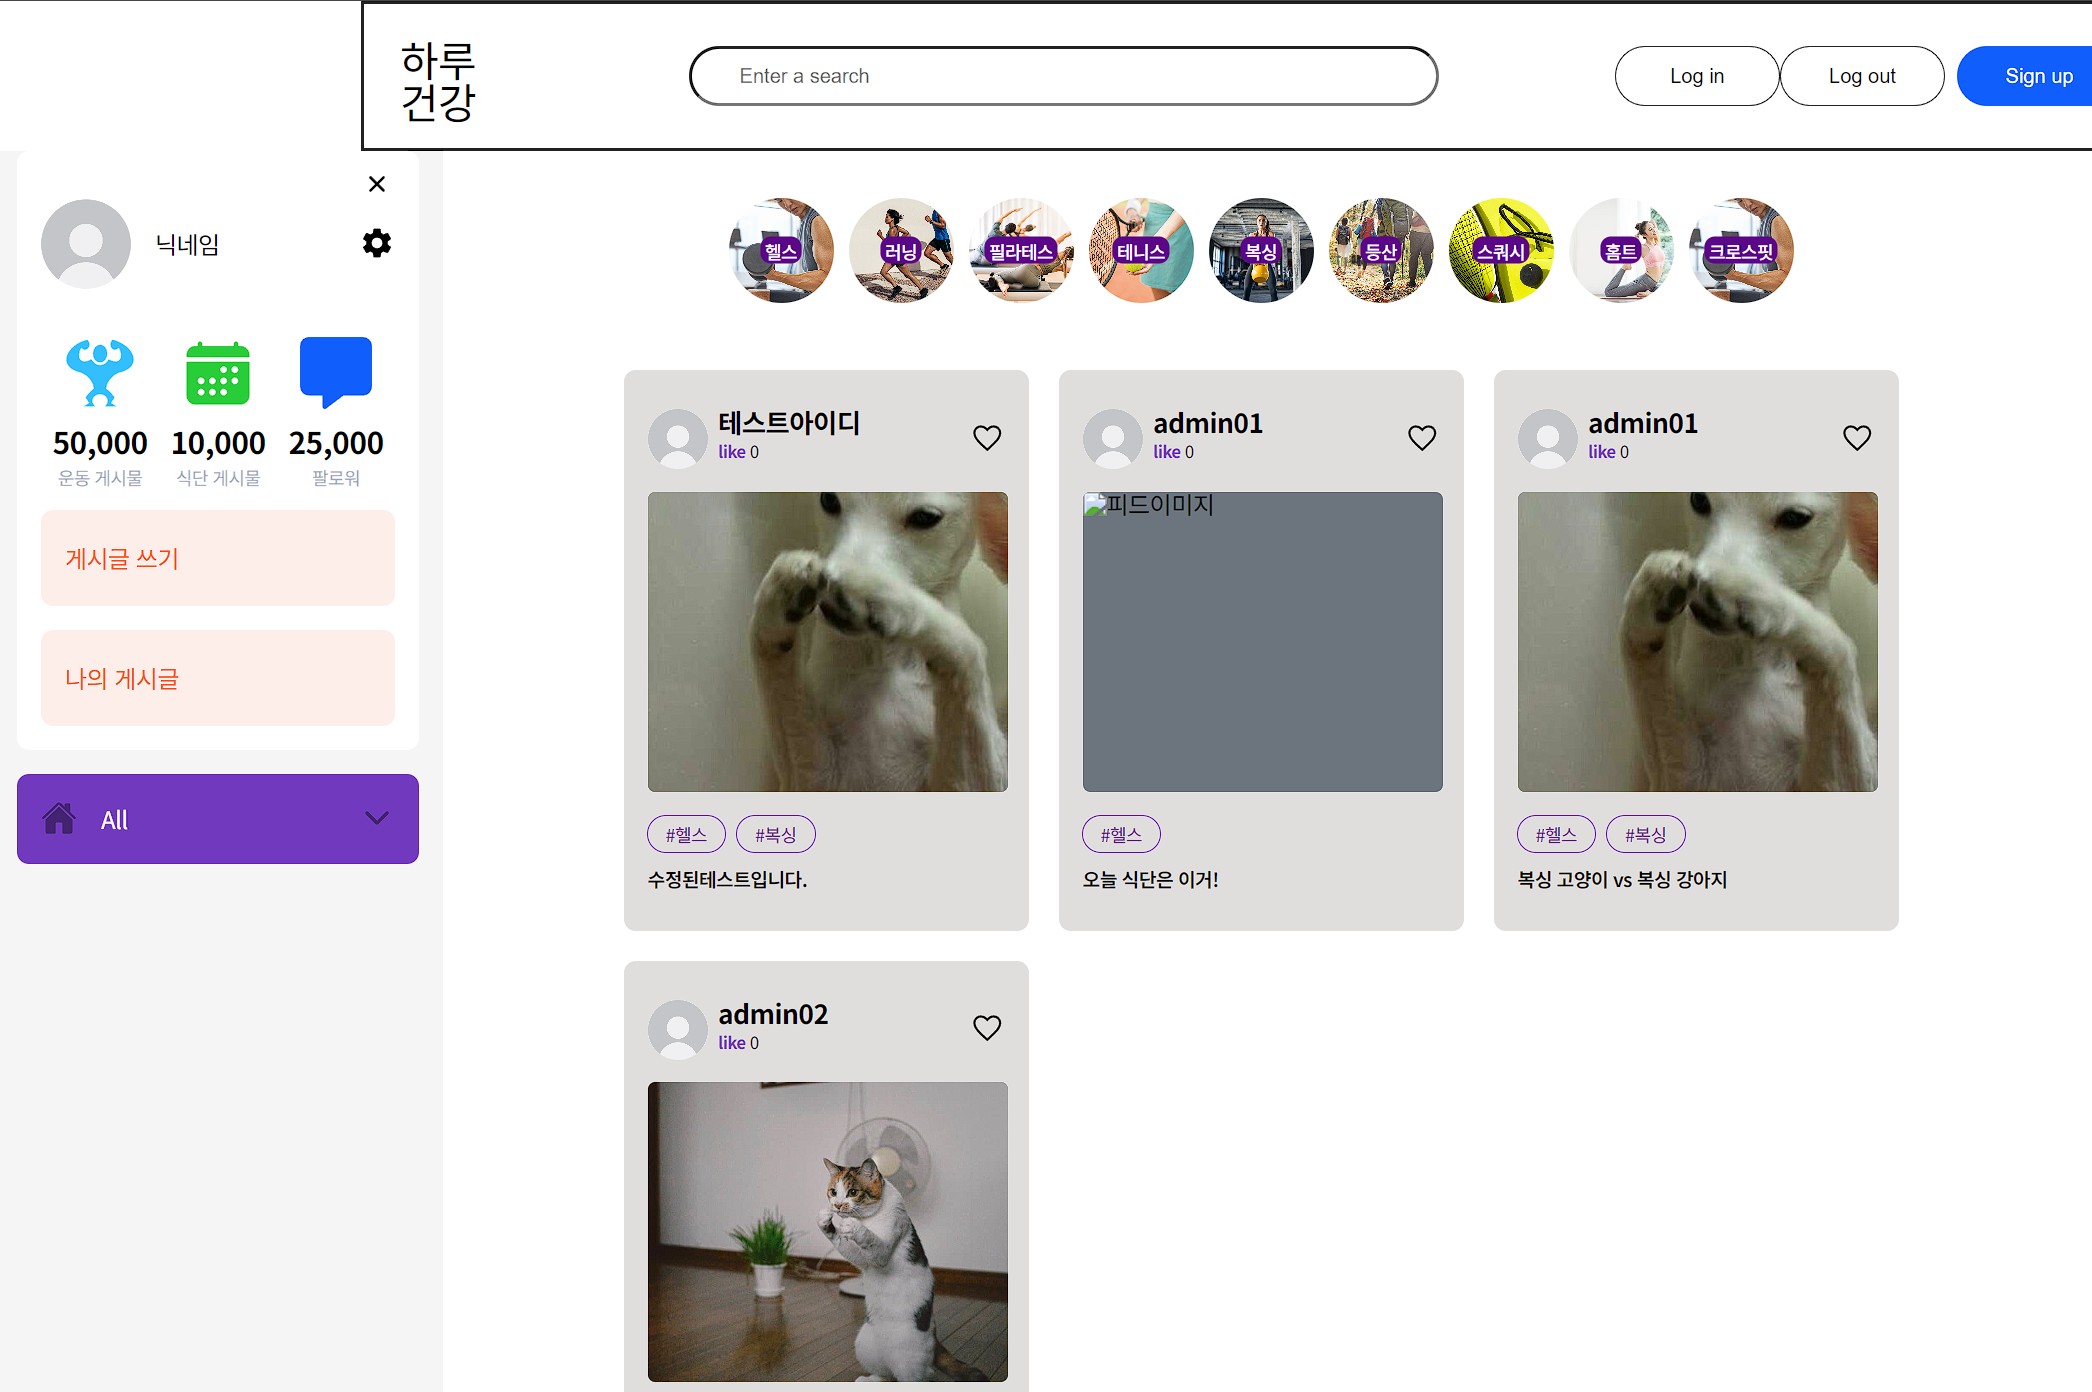 하루
건강
Enter a search
Log in
Log out
Sign up
닉네임
50,000
10,000
25,000
운동 게시물
식단 게시물
팔로워
게시글 쓰기
나의 게시글
All
헬스
러닝
필라테스
테니스
복싱
등산
스쿼시
홈트
크로스핏
테스트아이디
like 0
피드이미지
#헬스
#복싱
수정된테스트입니다.
admin01
like 0
#헬스
오늘 식단은 이거!
admin01
like 0
#헬스
#복싱
복싱 고양이 vs 복싱 강아지
admin02
like 0